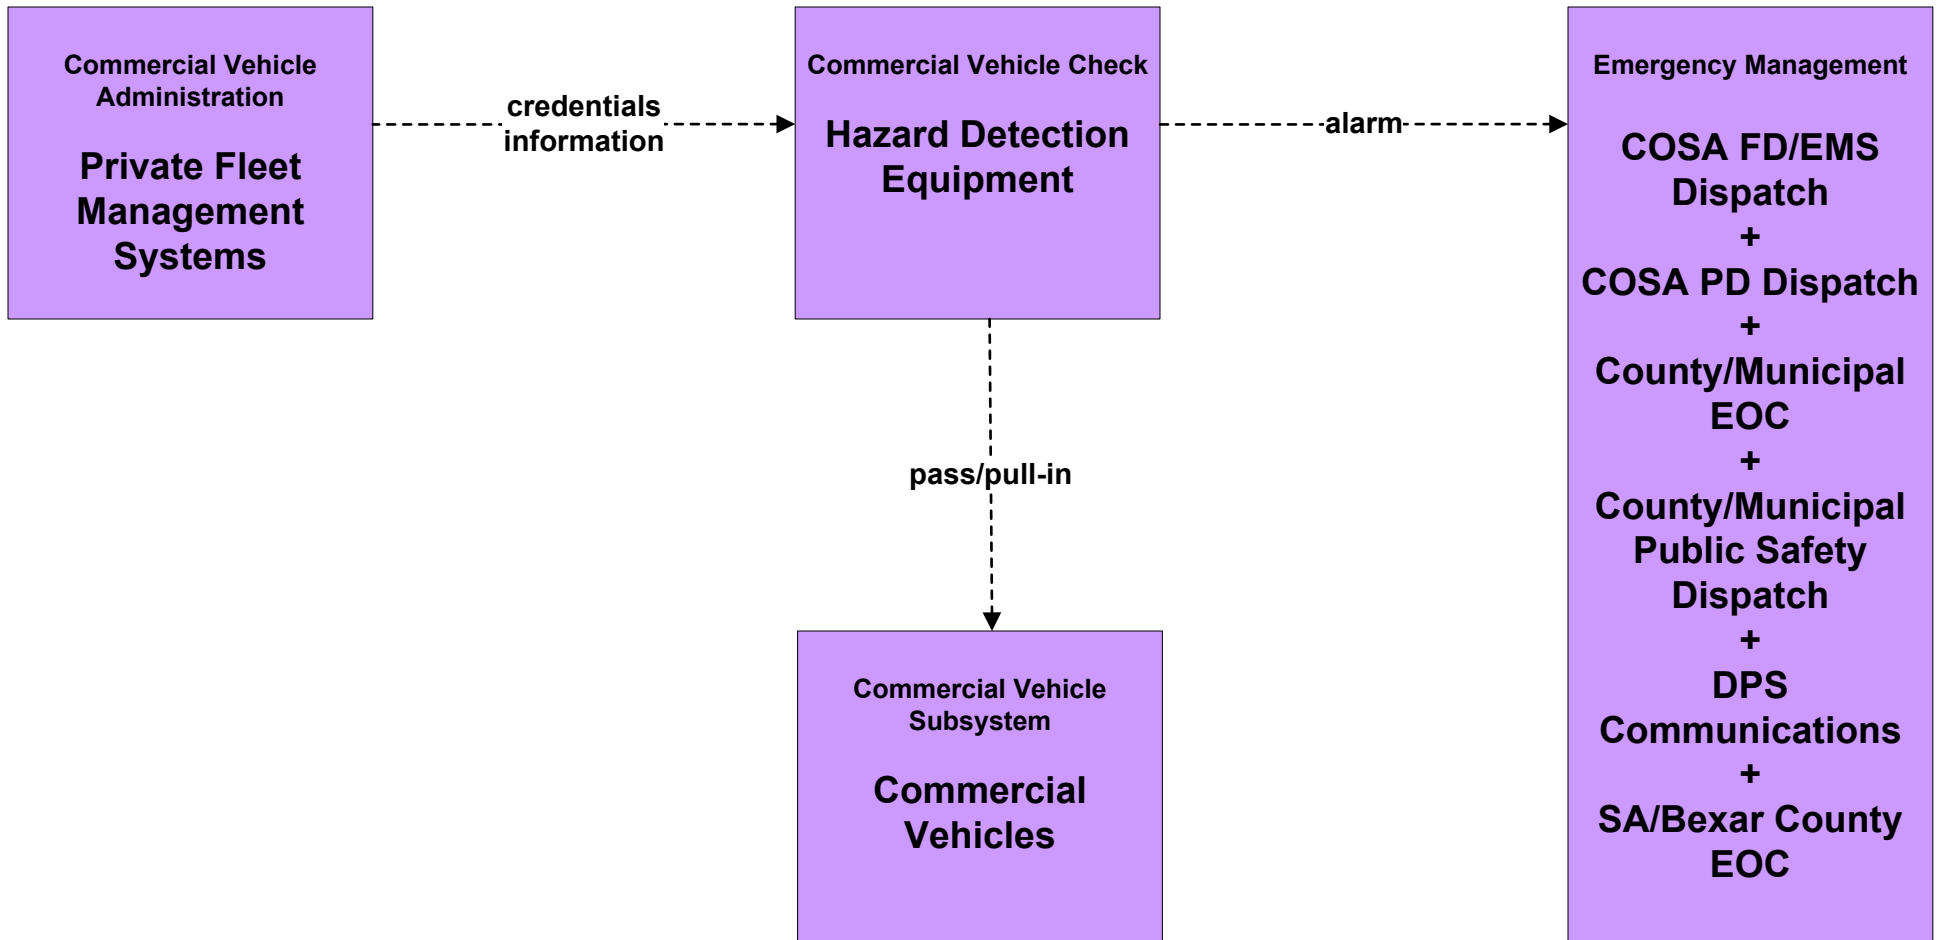 Commercial Vehicle
Administration
Private Fleet
Management
Systems
credentials
information
Commercial Vehicle Check
Hazard Detection
Equipment
alarm
pass/pull-in
Commercial Vehicle
Subsystem
Commercial
Vehicles
Emergency Management
COSA FD/EMS
Dispatch
+
COSA PD Dispatch
+
County/Municipal
EOC
+
County/Municipal
Public Safety
Dispatch
+
DPS
Communications
+
SA/Bexar County
EOC